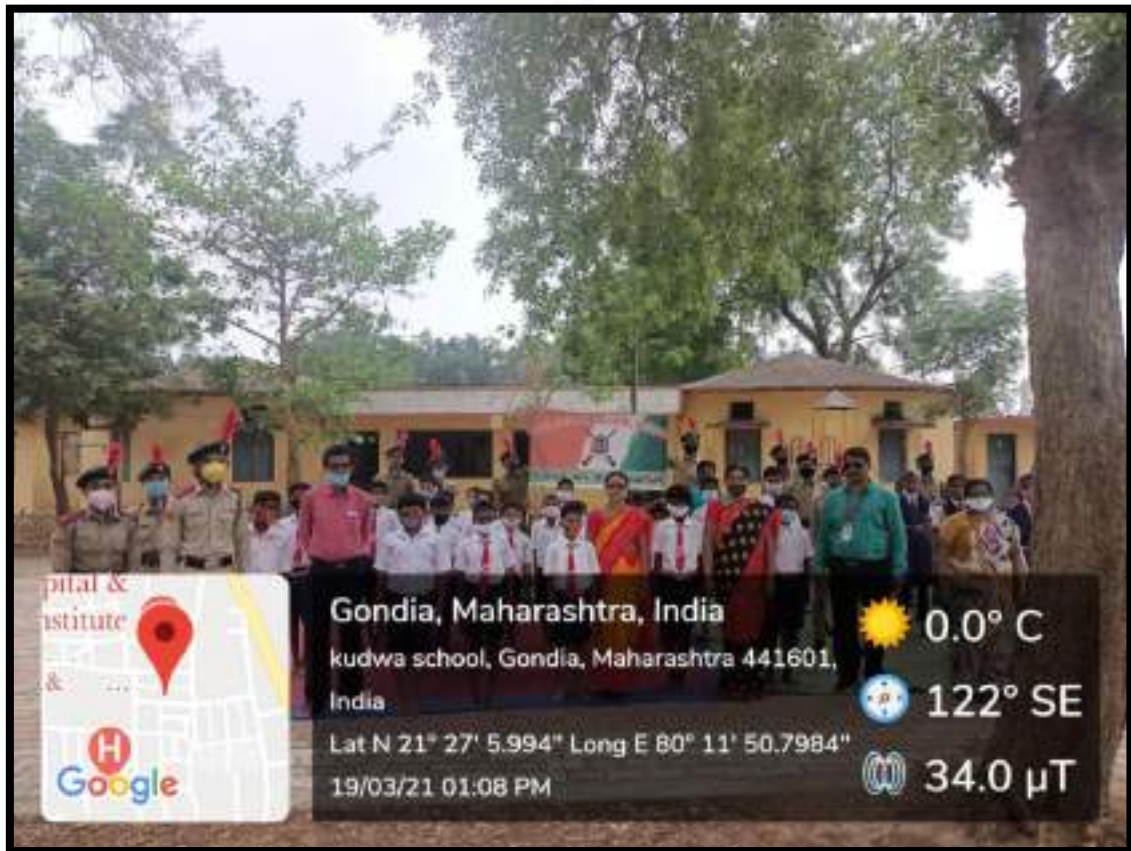 pital &
nstitute
& ...
H
Google
Gondia, Maharashtra, India
kudwa school, Gondia, Maharashtra 441601,
India
Lat N 21° 27' 5.994" Long E 80° 11' 50.7984"
19/03/21 01:08 PM
0.0° C
122° SE
34.0 µT